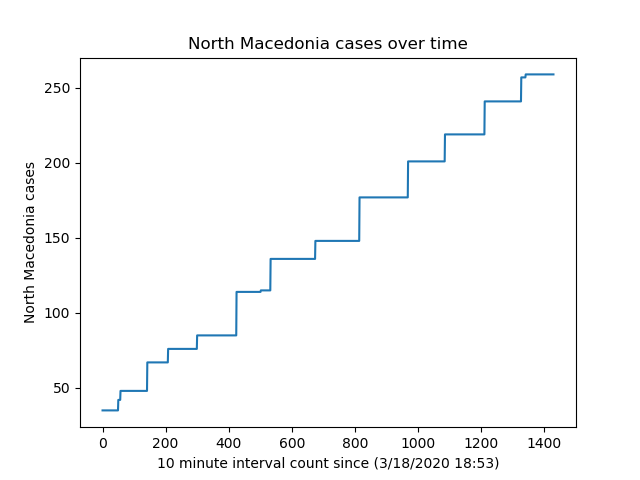 North Macedonia cases over time
250
200
150
100
50
North Macedonia cases
0 200 400 600 800 1000 1200 1400
10 minute interval count since (3/18/2020 18:53)